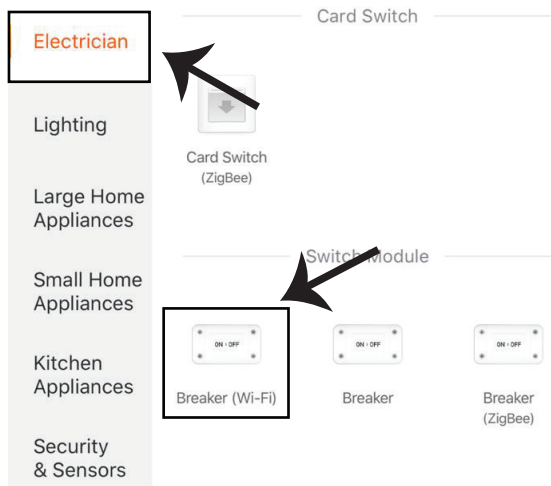 Electrician
Lighting
Large Home
Appliances
Small Home
Appliances
Kitchen
Appliances
Security
& Sensors
Card Switch
Card Switch
(ZigBee)
Switch Module
ON OFF
Breaker (Wi-Fi)
ON OFF
Breaker
ON OFF
Breaker
(ZigBee)